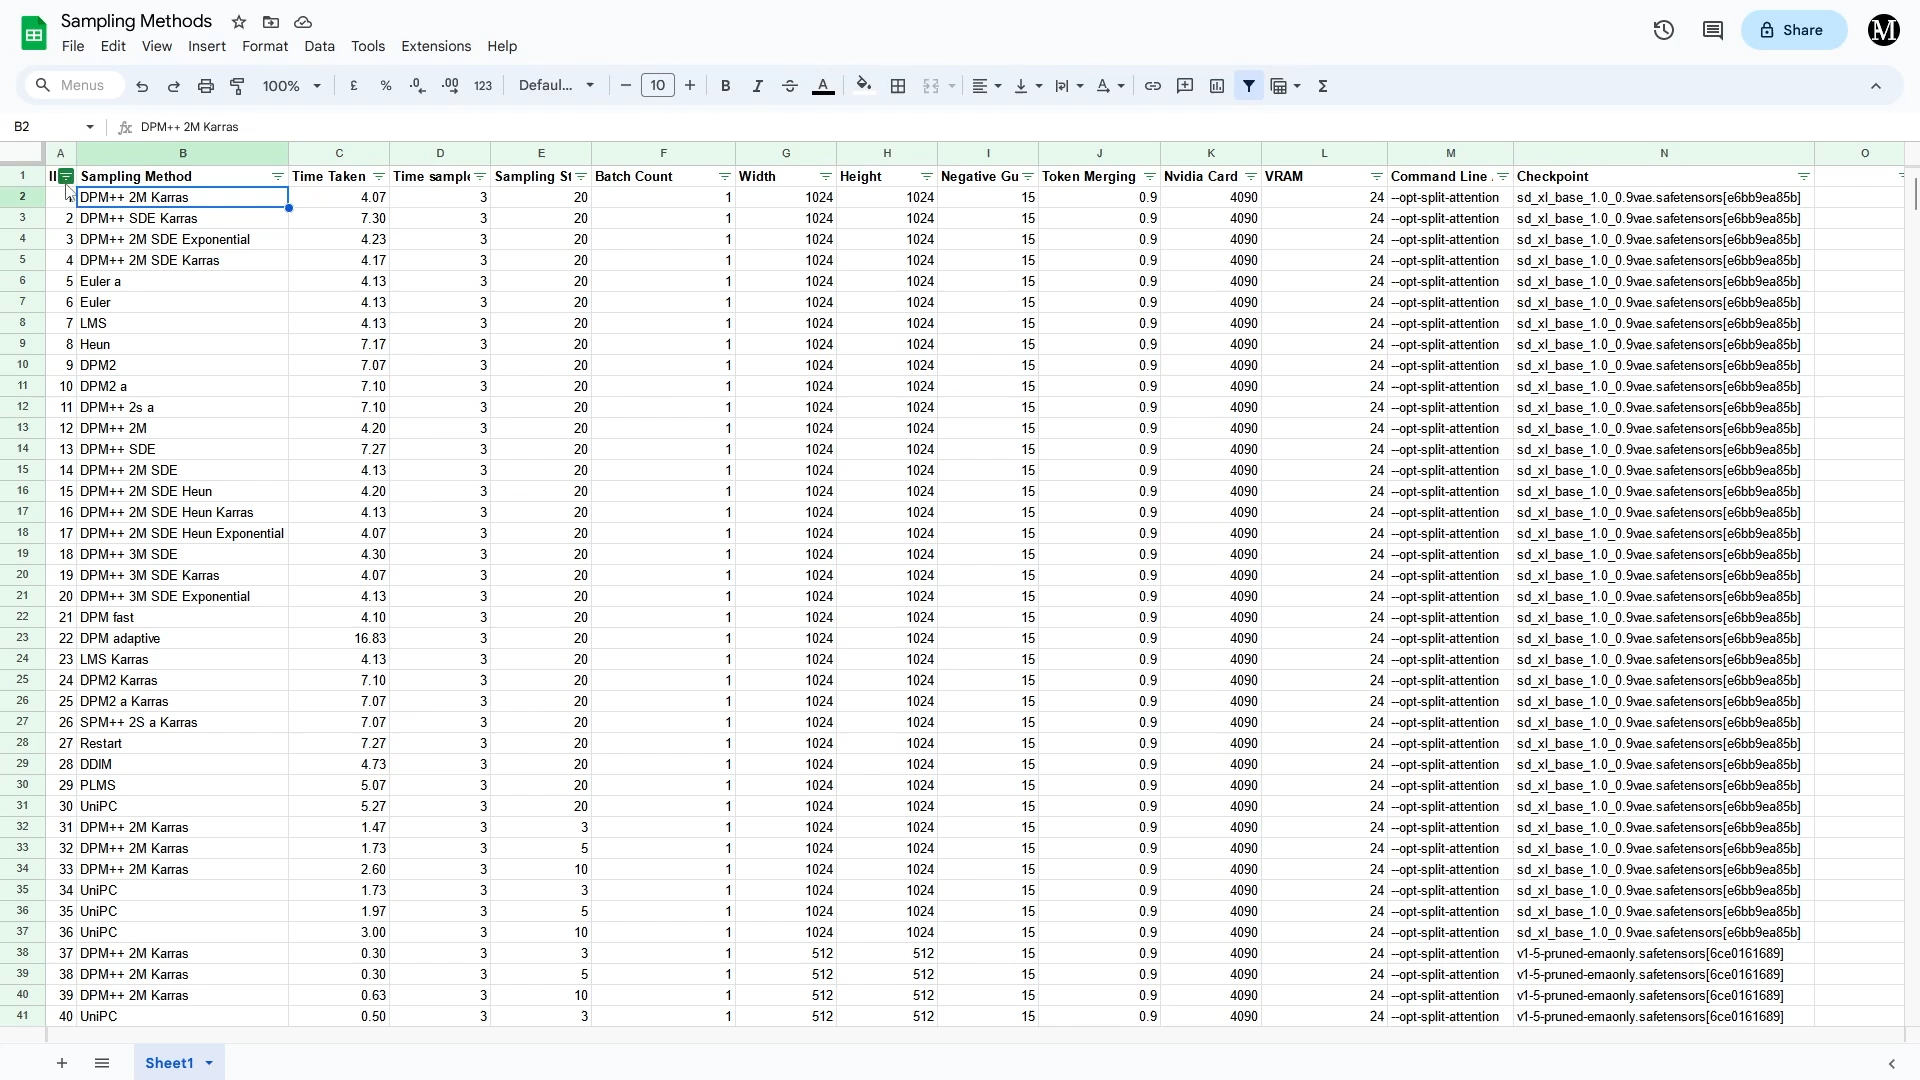 Sampling Methods
File Edit View Insert Format Data Tools Extensions Help
Share
M
Menus 100% £ % .0 .00 123 Defaul... 10 B I A
B2 DPM++ 2M Karras
A B C D E F G H I J K L M N O
1 Sampling Method Time Taken Time sample Sampling St Batch Count Width Height Negative Gu Token Merging Nvidia Card VRAM Command Line Checkpoint
2 DPM++ 2M Karras 4.07 3 20 1 1024 1024 15 0.9 4090 24 --opt-split-attention sd_xl_base_1.0_0.9vae.safetensors[e6bb9ea85b]
3 2 DPM++ SDE Karras 7.30 3 20 1 1024 1024 15 0.9 4090 24 --opt-split-attention sd_xl_base_1.0_0.9vae.safetensors[e6bb9ea85b]
4 3 DPM++ 2M SDE Exponential 4.23 3 20 1 1024 1024 15 0.9 4090 24 --opt-split-attention sd_xl_base_1.0_0.9vae.safetensors[e6bb9ea85b]
5 4 DPM++ 2M SDE Karras 4.17 3 20 1 1024 1024 15 0.9 4090 24 --opt-split-attention sd_xl_base_1.0_0.9vae.safetensors[e6bb9ea85b]
6 5 Euler a 4.13 3 20 1 1024 1024 15 0.9 4090 24 --opt-split-attention sd_xl_base_1.0_0.9vae.safetensors[e6bb9ea85b]
7 6 Euler 4.13 3 20 1 1024 1024 15 0.9 4090 24 --opt-split-attention sd_xl_base_1.0_0.9vae.safetensors[e6bb9ea85b]
8 7 LMS 4.13 3 20 1 1024 1024 15 0.9 4090 24 --opt-split-attention sd_xl_base_1.0_0.9vae.safetensors[e6bb9ea85b]
9 8 Heun 7.17 3 20 1 1024 1024 15 0.9 4090 24 --opt-split-attention sd_xl_base_1.0_0.9vae.safetensors[e6bb9ea85b]
10 9 DPM2 7.07 3 20 1 1024 1024 15 0.9 4090 24 --opt-split-attention sd_xl_base_1.0_0.9vae.safetensors[e6bb9ea85b]
11 10 DPM2 a 7.10 3 20 1 1024 1024 15 0.9 4090 24 --opt-split-attention sd_xl_base_1.0_0.9vae.safetensors[e6bb9ea85b]
12 11 DPM++ 2s a 7.10 3 20 1 1024 1024 15 0.9 4090 24 --opt-split-attention sd_xl_base_1.0_0.9vae.safetensors[e6bb9ea85b]
13 12 DPM++ 2M 4.20 3 20 1 1024 1024 15 0.9 4090 24 --opt-split-attention sd_xl_base_1.0_0.9vae.safetensors[e6bb9ea85b]
14 13 DPM++ SDE 7.27 3 20 1 1024 1024 15 0.9 4090 24 --opt-split-attention sd_xl_base_1.0_0.9vae.safetensors[e6bb9ea85b]
15 14 DPM++ 2M SDE 4.13 3 20 1 1024 1024 15 0.9 4090 24 --opt-split-attention sd_xl_base_1.0_0.9vae.safetensors[e6bb9ea85b]
16 15 DPM++ 2M SDE Heun 4.20 3 20 1 1024 1024 15 0.9 4090 24 --opt-split-attention sd_xl_base_1.0_0.9vae.safetensors[e6bb9ea85b]
17 16 DPM++ 2M SDE Heun Karras 4.13 3 20 1 1024 1024 15 0.9 4090 24 --opt-split-attention sd_xl_base_1.0_0.9vae.safetensors[e6bb9ea85b]
18 17 DPM++ 2M SDE Heun Exponential 4.07 3 20 1 1024 1024 15 0.9 4090 24 --opt-split-attention sd_xl_base_1.0_0.9vae.safetensors[e6bb9ea85b]
19 18 DPM++ 3M SDE 4.30 3 20 1 1024 1024 15 0.9 4090 24 --opt-split-attention sd_xl_base_1.0_0.9vae.safetensors[e6bb9ea85b]
20 19 DPM++ 3M SDE Karras 4.07 3 20 1 1024 1024 15 0.9 4090 24 --opt-split-attention sd_xl_base_1.0_0.9vae.safetensors[e6bb9ea85b]
21 20 DPM++ 3M SDE Exponential 4.13 3 20 1 1024 1024 15 0.9 4090 24 --opt-split-attention sd_xl_base_1.0_0.9vae.safetensors[e6bb9ea85b]
22 21 DPM fast 4.10 3 20 1 1024 1024 15 0.9 4090 24 --opt-split-attention sd_xl_base_1.0_0.9vae.safetensors[e6bb9ea85b]
23 22 DPM adaptive 16.83 3 20 1 1024 1024 15 0.9 4090 24 --opt-split-attention sd_xl_base_1.0_0.9vae.safetensors[e6bb9ea85b]
24 23 LMS Karras 4.13 3 20 1 1024 1024 15 0.9 4090 24 --opt-split-attention sd_xl_base_1.0_0.9vae.safetensors[e6bb9ea85b]
25 24 DPM2 Karras 7.10 3 20 1 1024 1024 15 0.9 4090 24 --opt-split-attention sd_xl_base_1.0_0.9vae.safetensors[e6bb9ea85b]
26 25 DPM2 a Karras 7.07 3 20 1 1024 1024 15 0.9 4090 24 --opt-split-attention sd_xl_base_1.0_0.9vae.safetensors[e6bb9ea85b]
27 26 SPM++ 2S a Karras 7.07 3 20 1 1024 1024 15 0.9 4090 24 --opt-split-attention sd_xl_base_1.0_0.9vae.safetensors[e6bb9ea85b]
28 27 Restart 7.27 3 20 1 1024 1024 15 0.9 4090 24 --opt-split-attention sd_xl_base_1.0_0.9vae.safetensors[e6bb9ea85b]
29 28 DDIM 4.73 3 20 1 1024 1024 15 0.9 4090 24 --opt-split-attention sd_xl_base_1.0_0.9vae.safetensors[e6bb9ea85b]
30 29 PLMS 5.07 3 20 1 1024 1024 15 0.9 4090 24 --opt-split-attention sd_xl_base_1.0_0.9vae.safetensors[e6bb9ea85b]
31 30 UniPC 5.27 3 20 1 1024 1024 15 0.9 4090 24 --opt-split-attention sd_xl_base_1.0_0.9vae.safetensors[e6bb9ea85b]
32 31 DPM++ 2M Karras 1.47 3 3 1 1024 1024 15 0.9 4090 24 --opt-split-attention sd_xl_base_1.0_0.9vae.safetensors[e6bb9ea85b]
33 32 DPM++ 2M Karras 1.73 3 5 1 1024 1024 15 0.9 4090 24 --opt-split-attention sd_xl_base_1.0_0.9vae.safetensors[e6bb9ea85b]
34 33 DPM++ 2M Karras 2.60 3 10 1 1024 1024 15 0.9 4090 24 --opt-split-attention sd_xl_base_1.0_0.9vae.safetensors[e6bb9ea85b]
35 34 UniPC 1.73 3 3 1 1024 1024 15 0.9 4090 24 --opt-split-attention sd_xl_base_1.0_0.9vae.safetensors[e6bb9ea85b]
36 35 UniPC 1.97 3 5 1 1024 1024 15 0.9 4090 24 --opt-split-attention sd_xl_base_1.0_0.9vae.safetensors[e6bb9ea85b]
37 36 UniPC 3.00 3 10 1 1024 1024 15 0.9 4090 24 --opt-split-attention sd_xl_base_1.0_0.9vae.safetensors[e6bb9ea85b]
38 37 DPM++ 2M Karras 0.30 3 3 1 512 512 15 0.9 4090 24 --opt-split-attention v1-5-pruned-emaonly.safetensors[6ce0161689]
39 38 DPM++ 2M Karras 0.30 3 5 1 512 512 15 0.9 4090 24 --opt-split-attention v1-5-pruned-emaonly.safetensors[6ce0161689]
40 39 DPM++ 2M Karras 0.63 3 10 1 512 512 15 0.9 4090 24 --opt-split-attention v1-5-pruned-emaonly.safetensors[6ce0161689]
41 40 UniPC 0.50 3 3 1 512 512 15 0.9 4090 24 --opt-split-attention v1-5-pruned-emaonly.safetensors[6ce0161689]
Sheet1